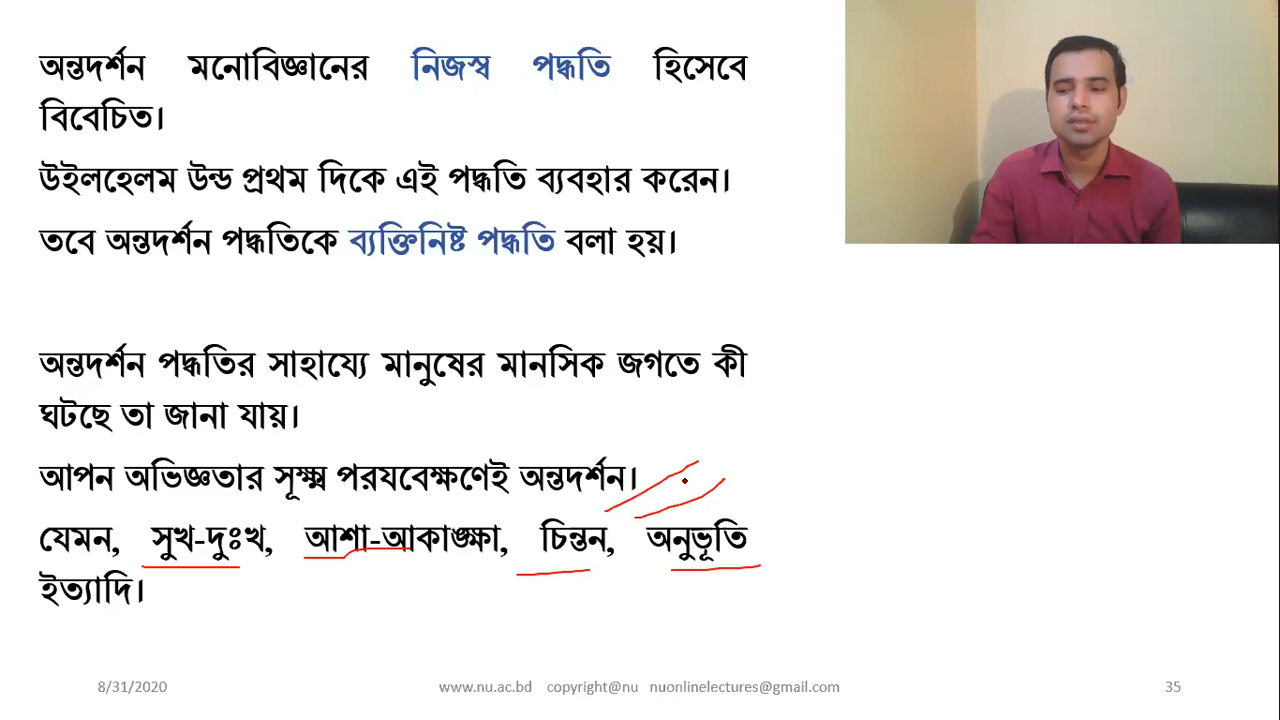 অন্তদর্শন মনোবিজ্ঞানের নিজস্ব পদ্ধতি হিসেবে
বিবেচিত।
উইলহেলম উন্ড প্রথম দিকে এই পদ্ধতি ব্যবহার করেন।
তবে অন্তদর্শন পদ্ধতিকে ব্যক্তিনিষ্ট পদ্ধতি বলা হয়।
অন্তদর্শন পদ্ধতির সাহায্যে মানুষের মানসিক জগতে কী
ঘটছে তা জানা যায়।
আপন অভিজ্ঞতার সূক্ষ্ম পরযবেক্ষণেই অন্তদর্শন।
যেমন, সুখ-দুঃখ, আশা-আকাঙ্ক্ষা, চিন্তন, অনুভূতি
ইত্যাদি।
8/31/2020 www.nu.ac.bd copyright@nu nuonlinelectures@gmail.com 35